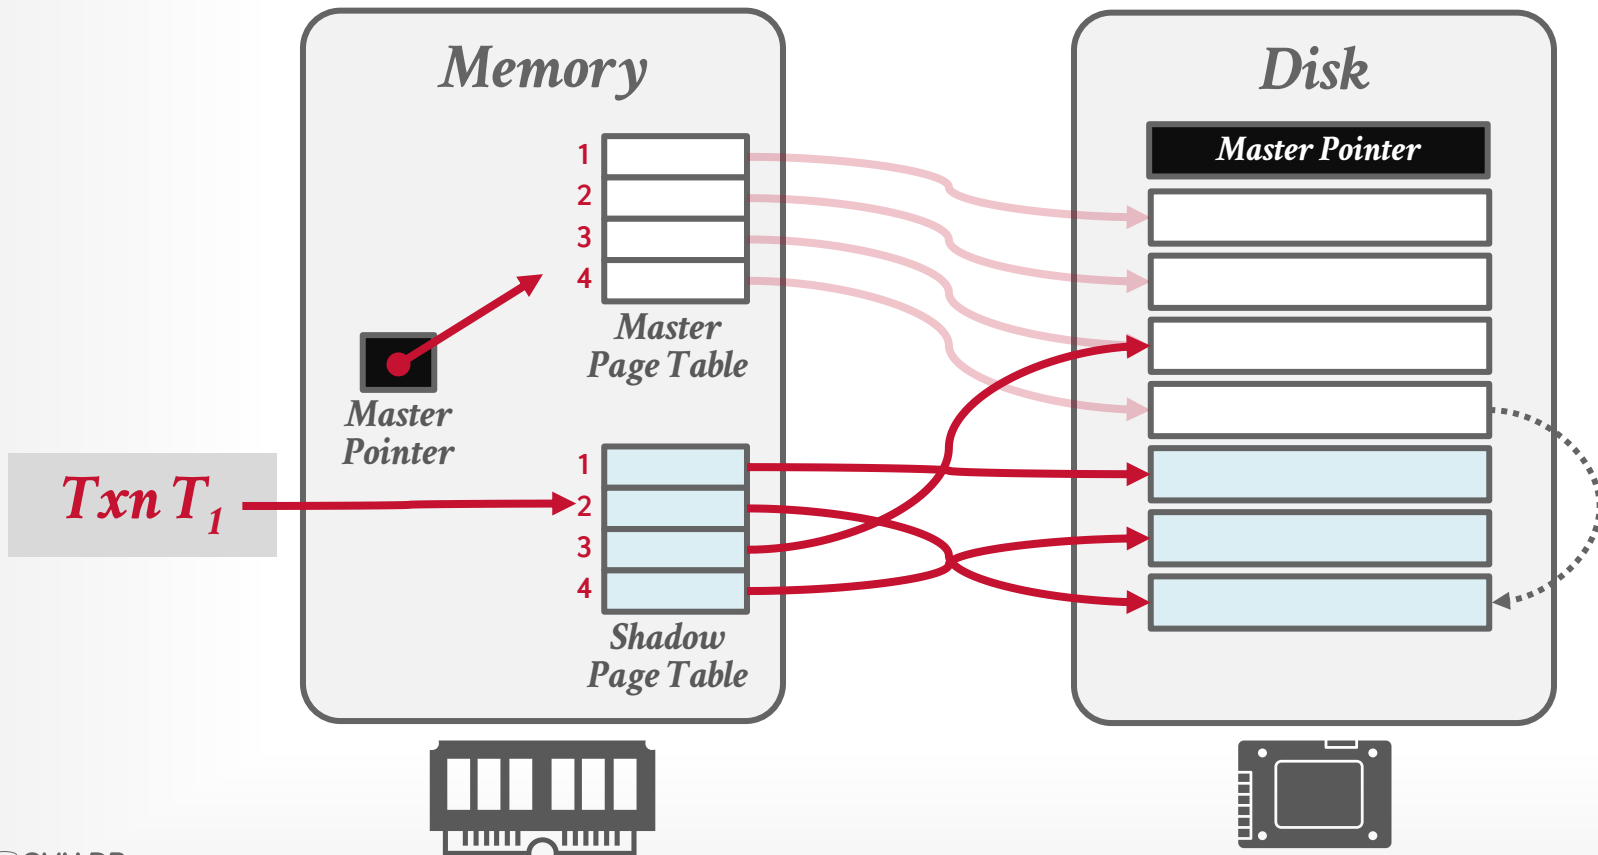 Memory
Disk
Master Pointer
1
2
3
4
Master
Page Table
Master
Pointer
Txn T1
1
2
3
4
Shadow
Page Table